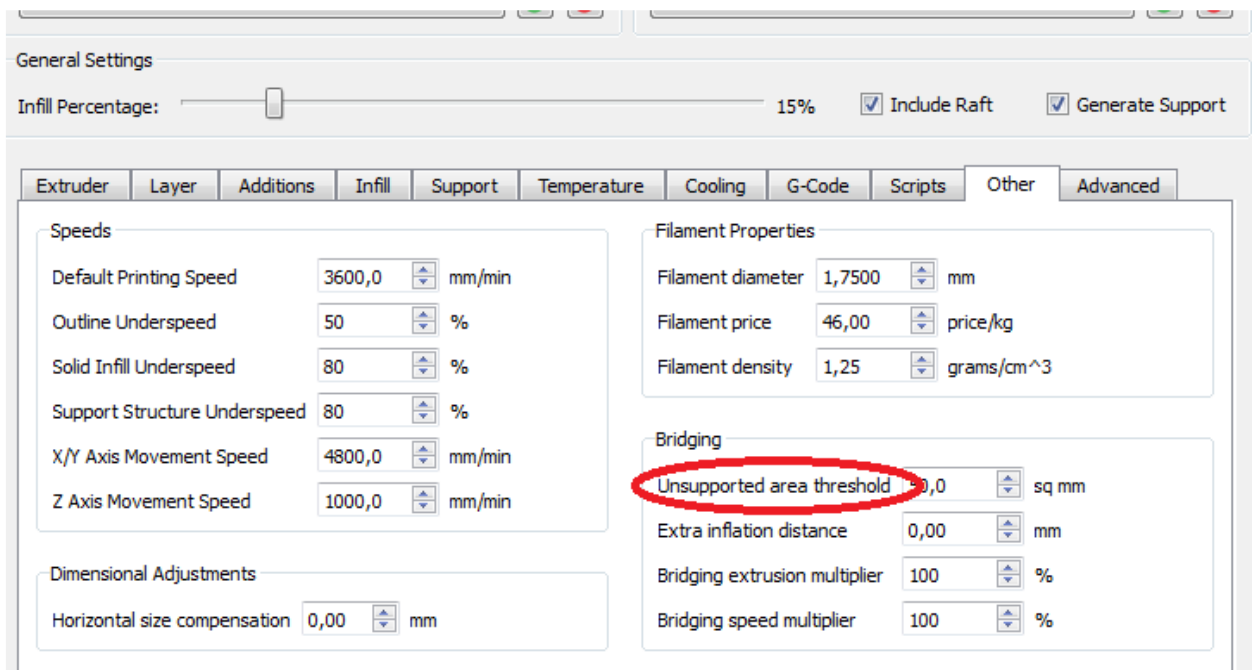 General Settings
Infill Percentage: 15% Include Raft Generate Support
Extruder Layer Additions Infill Support Temperature Cooling G-Code Scripts Other Advanced
Speeds
Default Printing Speed 3600,0 mm/min
Outline Underspeed 50 %
Solid Infill Underspeed 80 %
Support Structure Underspeed 80 %
X/Y Axis Movement Speed 4800,0 mm/min
Z Axis Movement Speed 1000,0 mm/min
Dimensional Adjustments
Horizontal size compensation 0,00 mm
Filament Properties
Filament diameter 1,7500 mm
Filament price 46,00 price/kg
Filament density 1,25 grams/cm^3
Bridging
Unsupported area threshold sq mm
Extra inflation distance 0,00 mm
Bridging extrusion multiplier 100 %
Bridging speed multiplier 100 %